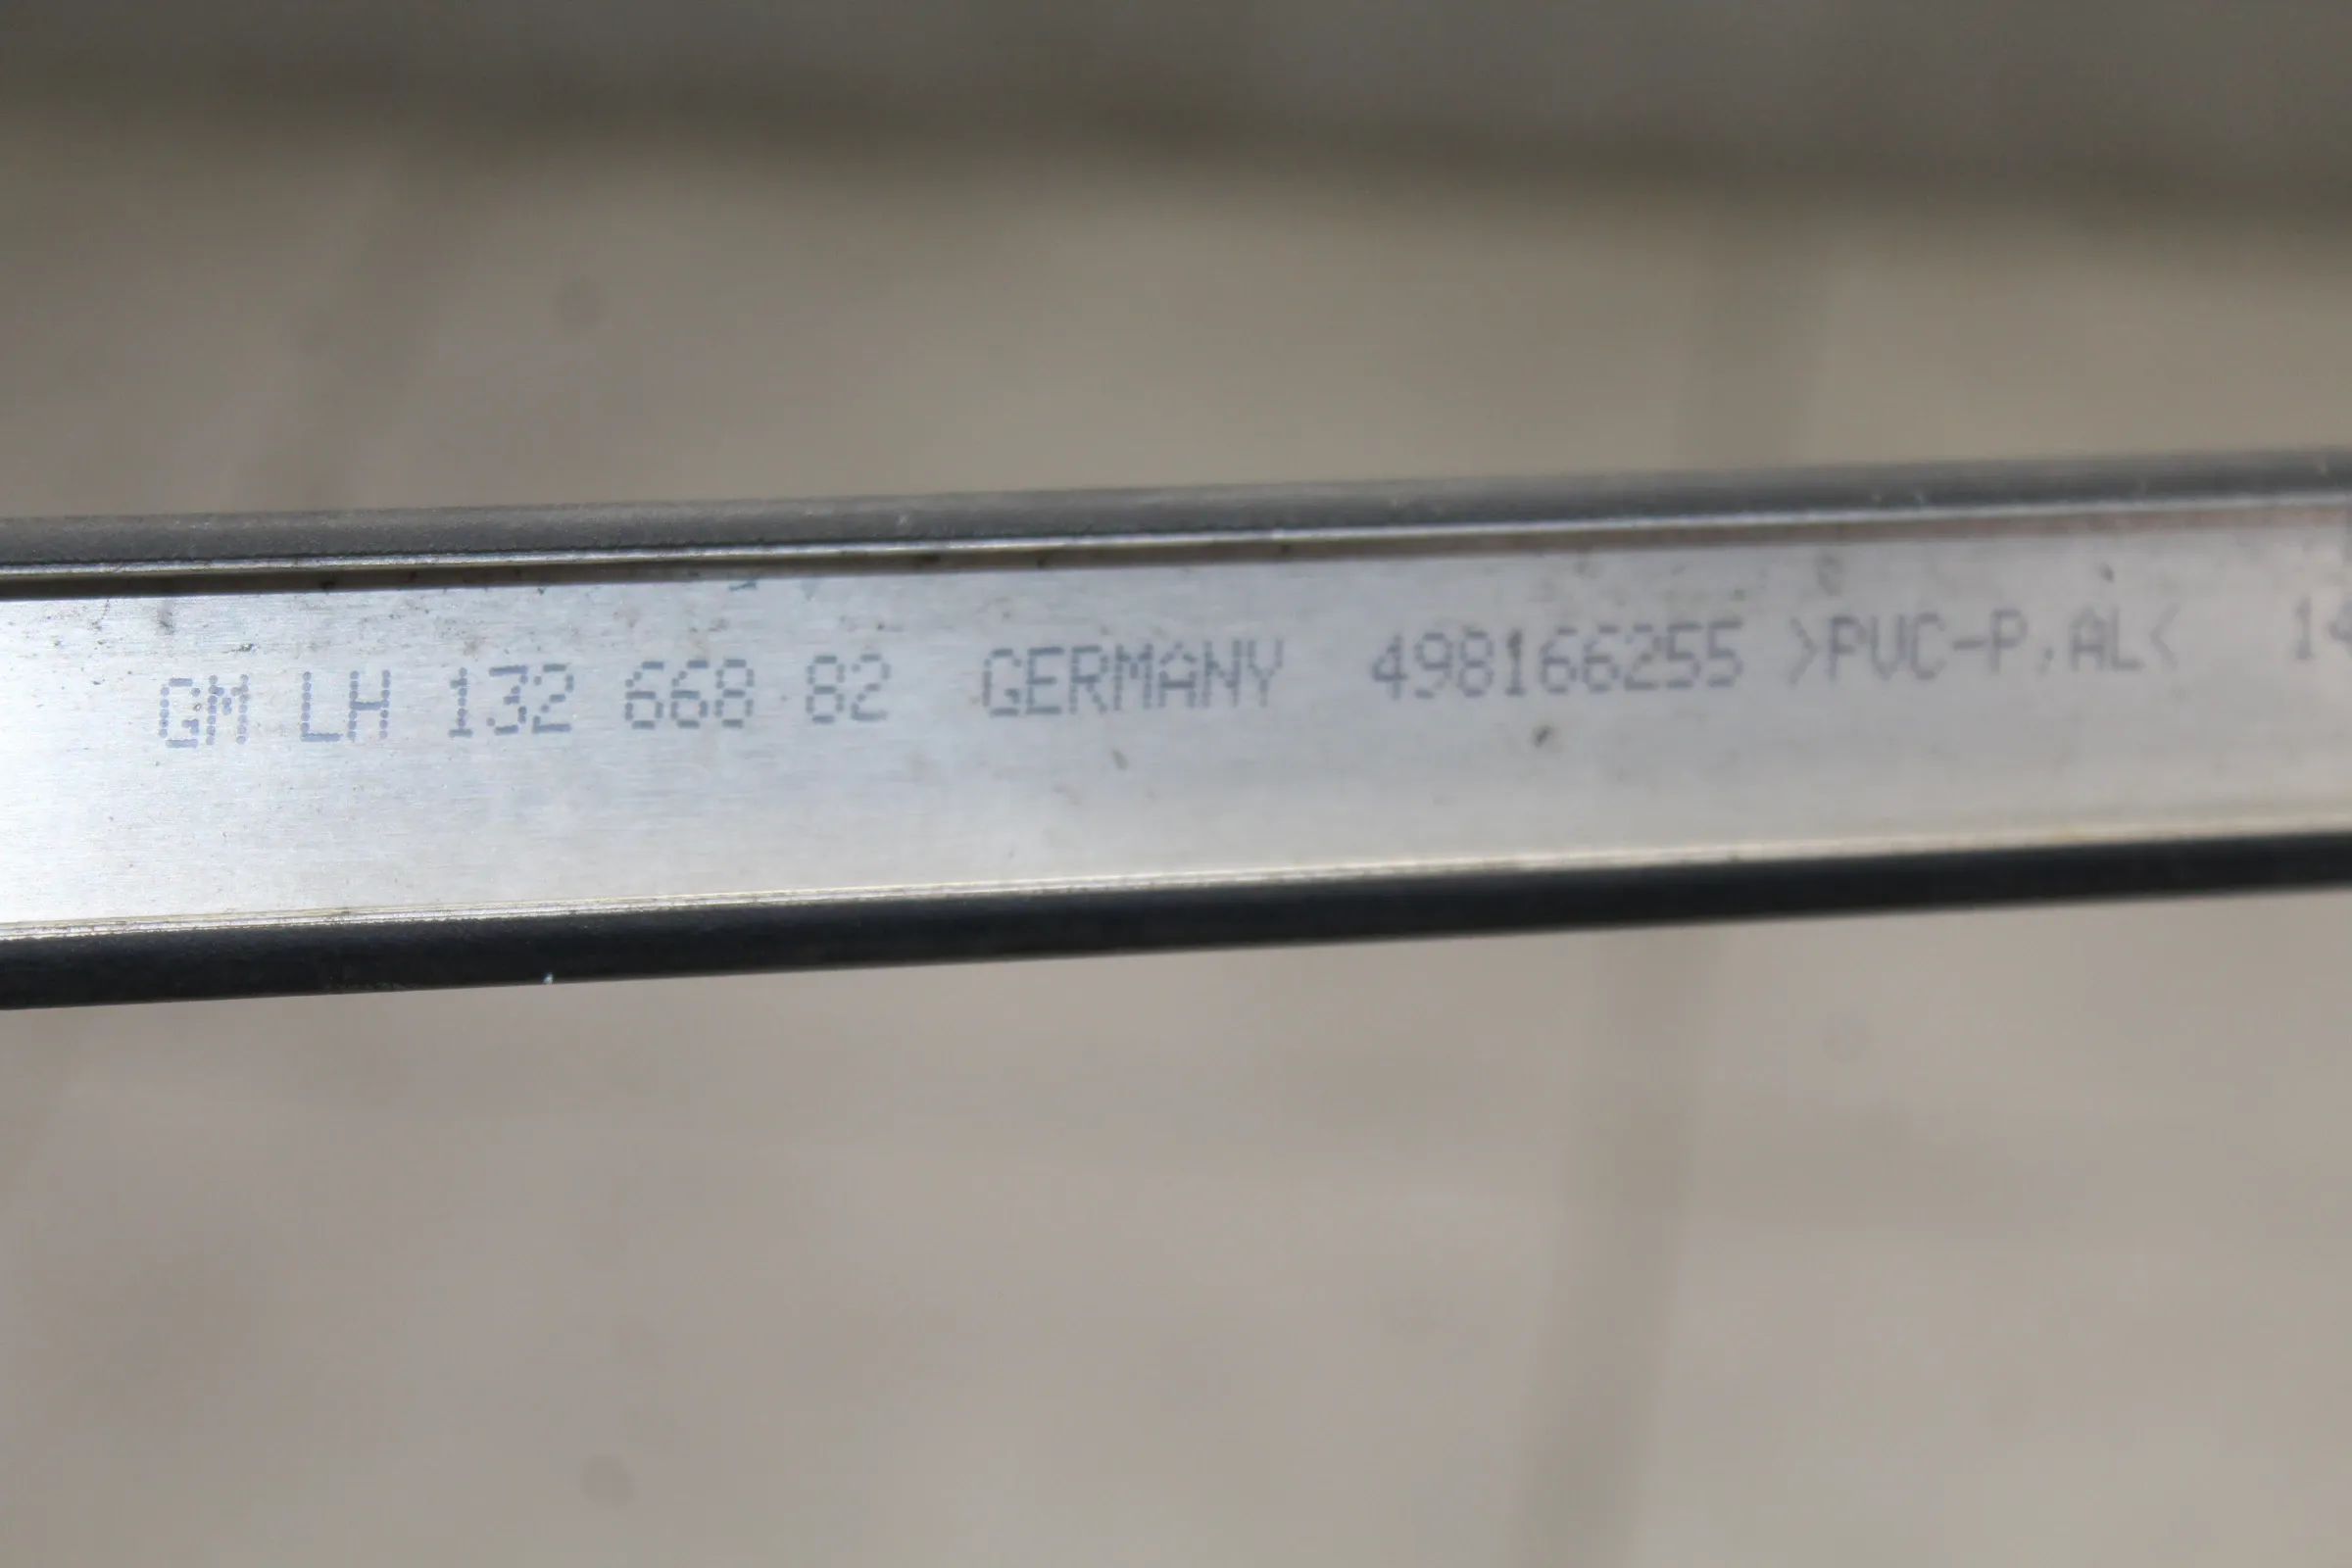 GM LH 132 668 82 GERMANY 498166255 >PVC-P,AL<